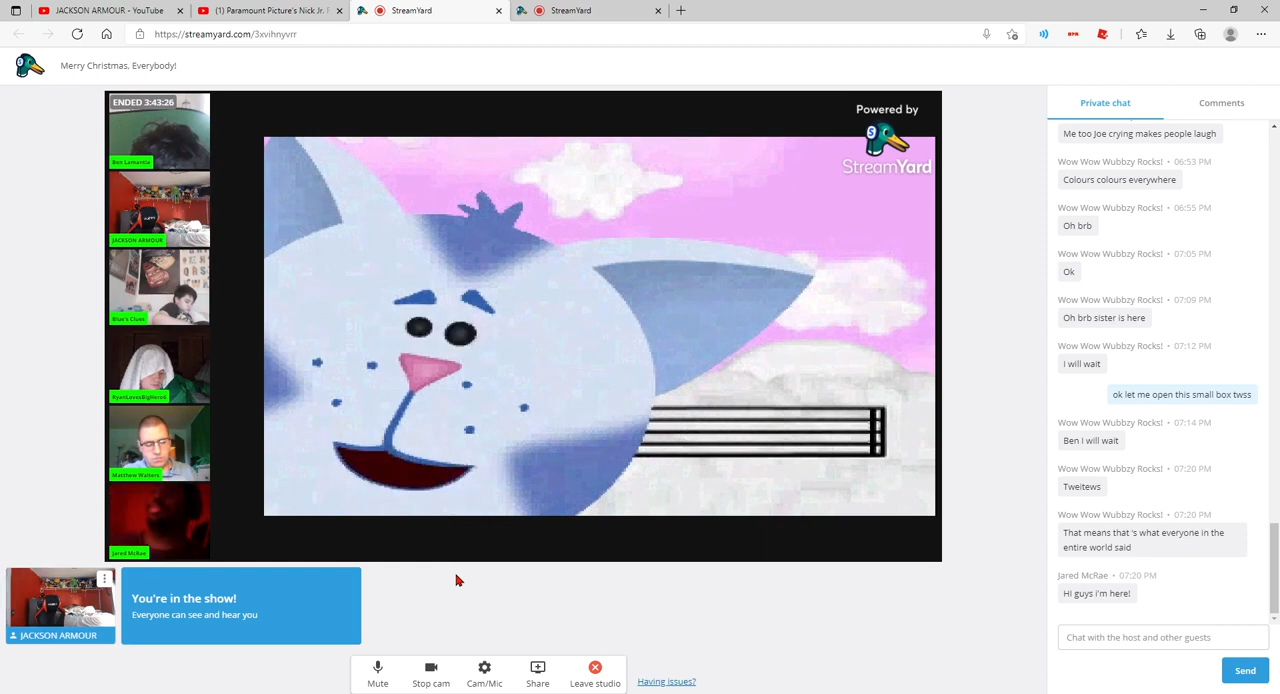 JACKSON ARMOUR - YouTube
(1) Paramount Picture's Nick Jr. F
StreamYard
StreamYard
https://streamyard.com/3xvihnyvrr
Merry Christmas, Everybody!
ENDED 3:43:26
Ben Lamantia
JACKSON ARMOUR
Blue's Clues
RyanLovesBigHero6
Matthew Walters
Jared McRae
Powered by
StreamYard
JACKSON ARMOUR
You're in the show!
Everyone can see and hear you
Mute
Stop cam
Cam/Mic
Share
Leave studio
Having issues?
Private chat
Comments
Me too Joe crying makes people laugh
Wow Wow Wubbzy Rocks! • 06:53 PM
Colours colours everywhere
Wow Wow Wubbzy Rocks! • 06:55 PM
Oh brb
Wow Wow Wubbzy Rocks! • 07:05 PM
Ok
Wow Wow Wubbzy Rocks! • 07:09 PM
Oh brb sister is here
Wow Wow Wubbzy Rocks! • 07:12 PM
I will wait
ok let me open this small box twss
Wow Wow Wubbzy Rocks! • 07:14 PM
Ben I will wait
Wow Wow Wubbzy Rocks! • 07:20 PM
Tweitews
Wow Wow Wubbzy Rocks! • 07:20 PM
That means that 's what everyone in the
entire world said
Jared McRae • 07:20 PM
HI guys i'm here!
Chat with the host and other guests
Send